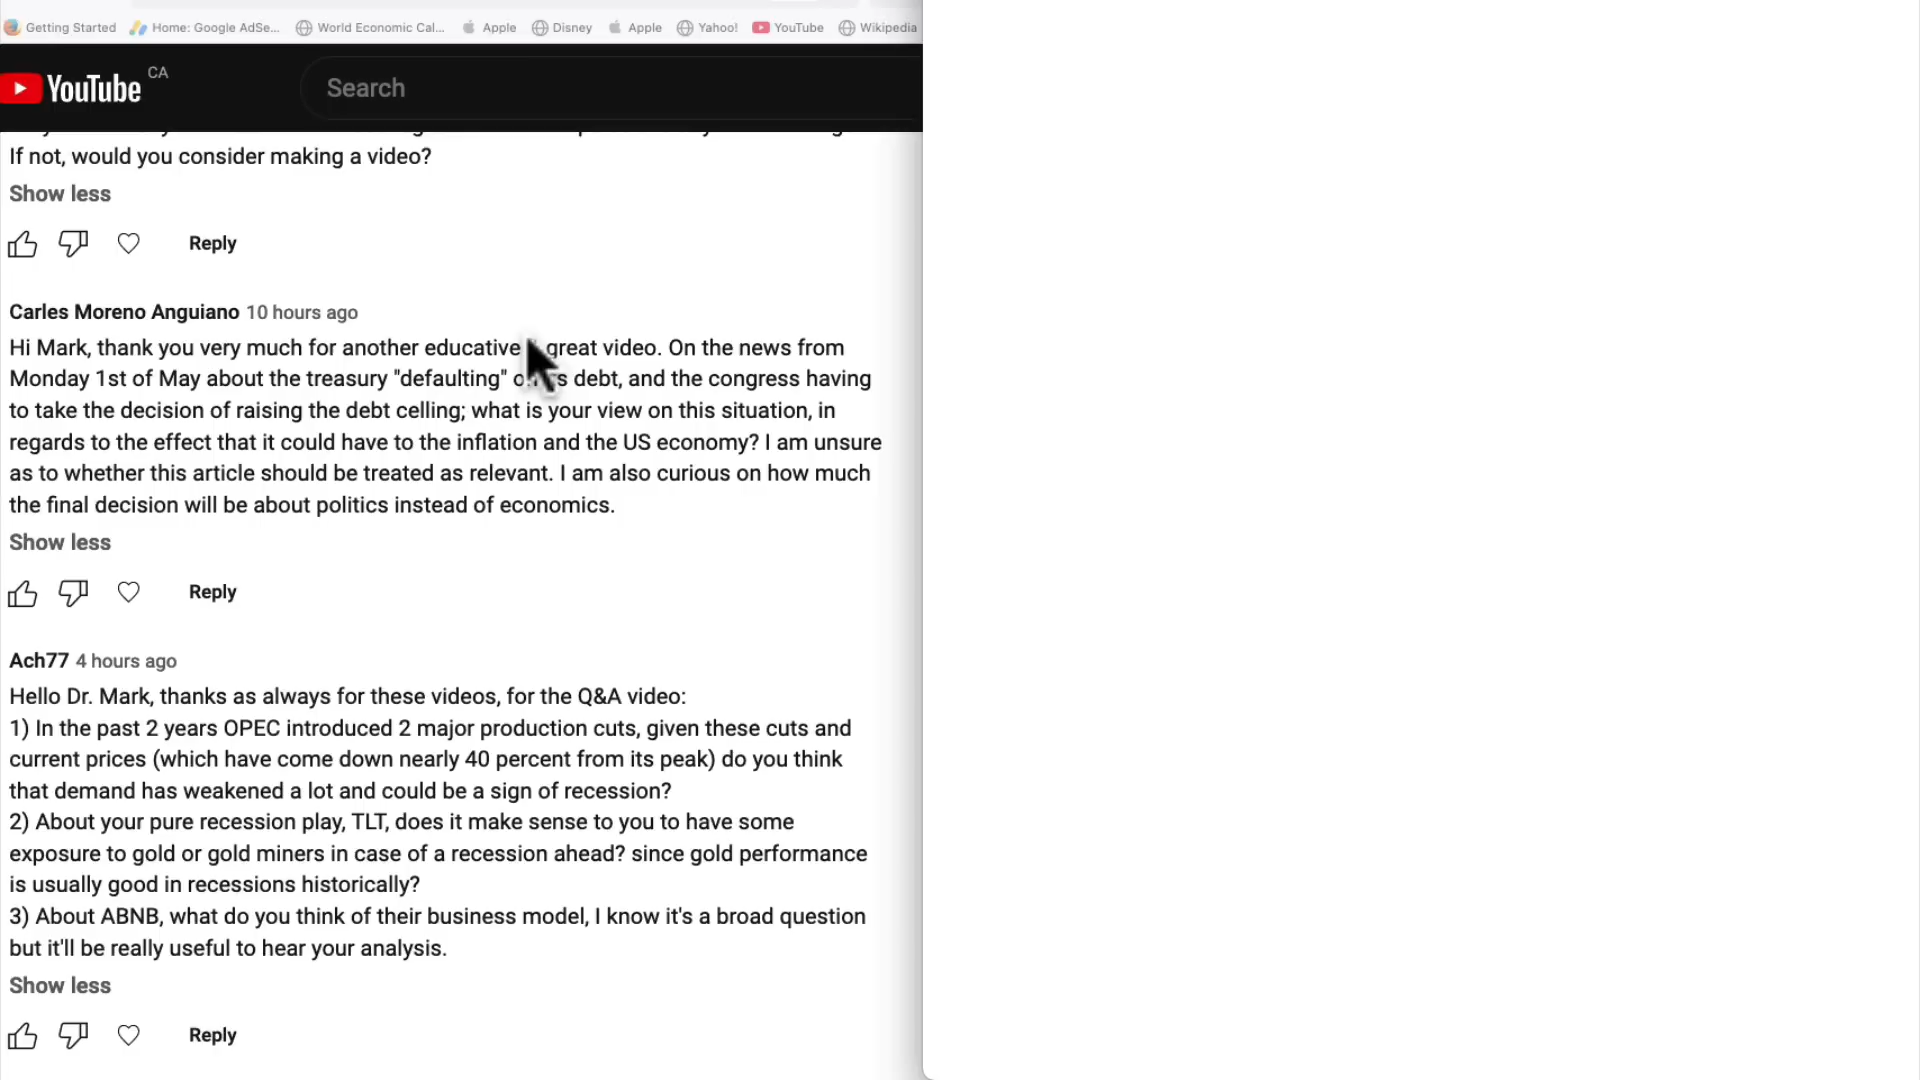 Getting Started Home: Google AdSe... World Economic Cal... Apple Disney Apple Yahoo! YouTube Wikipedia
YouTube CA Search
If not, would you consider making a video?
Show less
Reply
Carles Moreno Anguiano 10 hours ago
Hi Mark, thank you very much for another educative great video. On the news from
Monday 1st of May about the treasury "defaulting" debt, and the congress having
to take the decision of raising the debt celling; what is your view on this situation, in
regards to the effect that it could have to the inflation and the US economy? I am unsure
as to whether this article should be treated as relevant. I am also curious on how much
the final decision will be about politics instead of economics.
Show less
Reply
Ach77 4 hours ago
Hello Dr. Mark, thanks as always for these videos, for the Q&A video:
1) In the past 2 years OPEC introduced 2 major production cuts, given these cuts and
current prices (which have come down nearly 40 percent from its peak) do you think
that demand has weakened a lot and could be a sign of recession?
2) About your pure recession play, TLT, does it make sense to you to have some
exposure to gold or gold miners in case of a recession ahead? since gold performance
is usually good in recessions historically?
3) About ABNB, what do you think of their business model, I know it's a broad question
but it'll be really useful to hear your analysis.
Show less
Reply